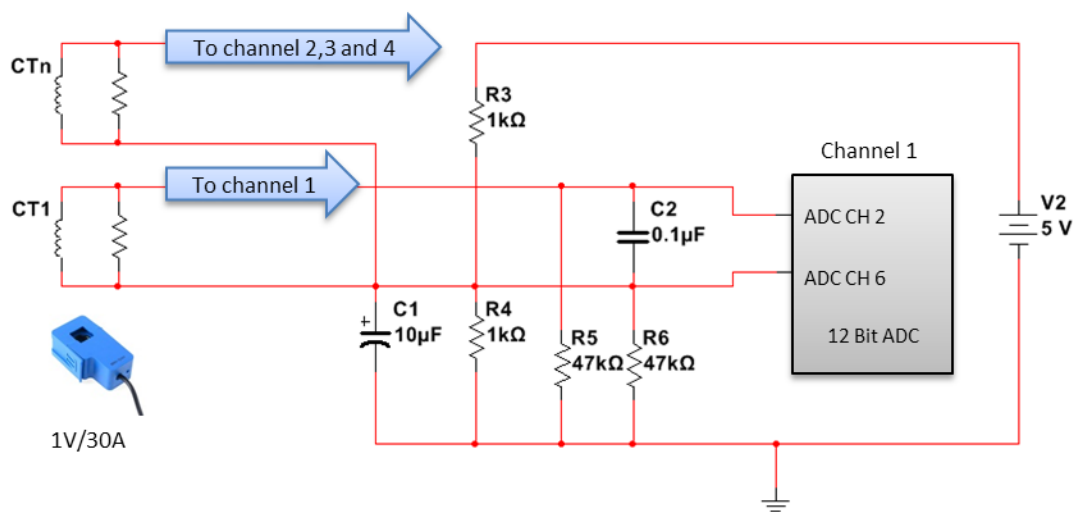 CTn
To channel 2,3 and 4
R3
1kΩ
CT1
To channel 1
C2
0.1µF
Channel 1
ADC CH 2
ADC CH 6
12 Bit ADC
V2
5 V
+
C1
10µF
R4
1kΩ
R5
47kΩ
R6
47kΩ
1V/30A